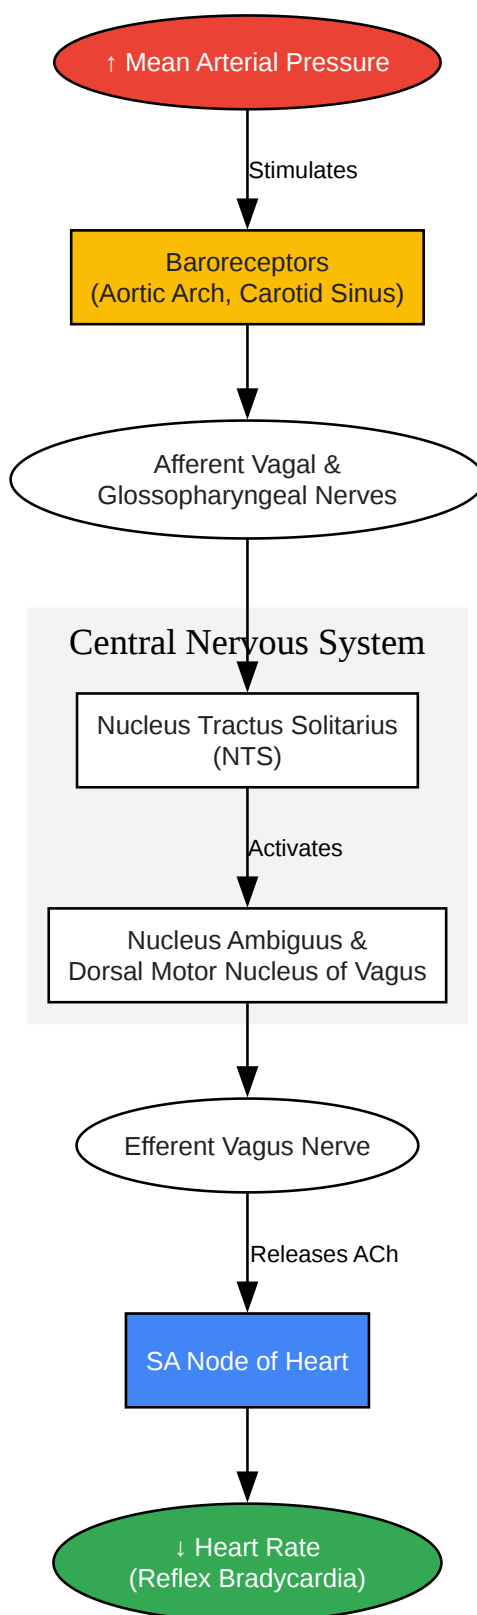 ↑ Mean Arterial Pressure
Stimulates
Baroreceptors
(Aortic Arch, Carotid Sinus)
Afferent Vagal &
Glossopharyngeal Nerves
Central Nervous System
Nucleus Tractus Solitarius
(NTS)
Activates
Nucleus Ambiguus &
Dorsal Motor Nucleus of Vagus
Efferent Vagus Nerve
Releases ACh
SA Node of Heart
↓ Heart Rate
(Reflex Bradycardia)